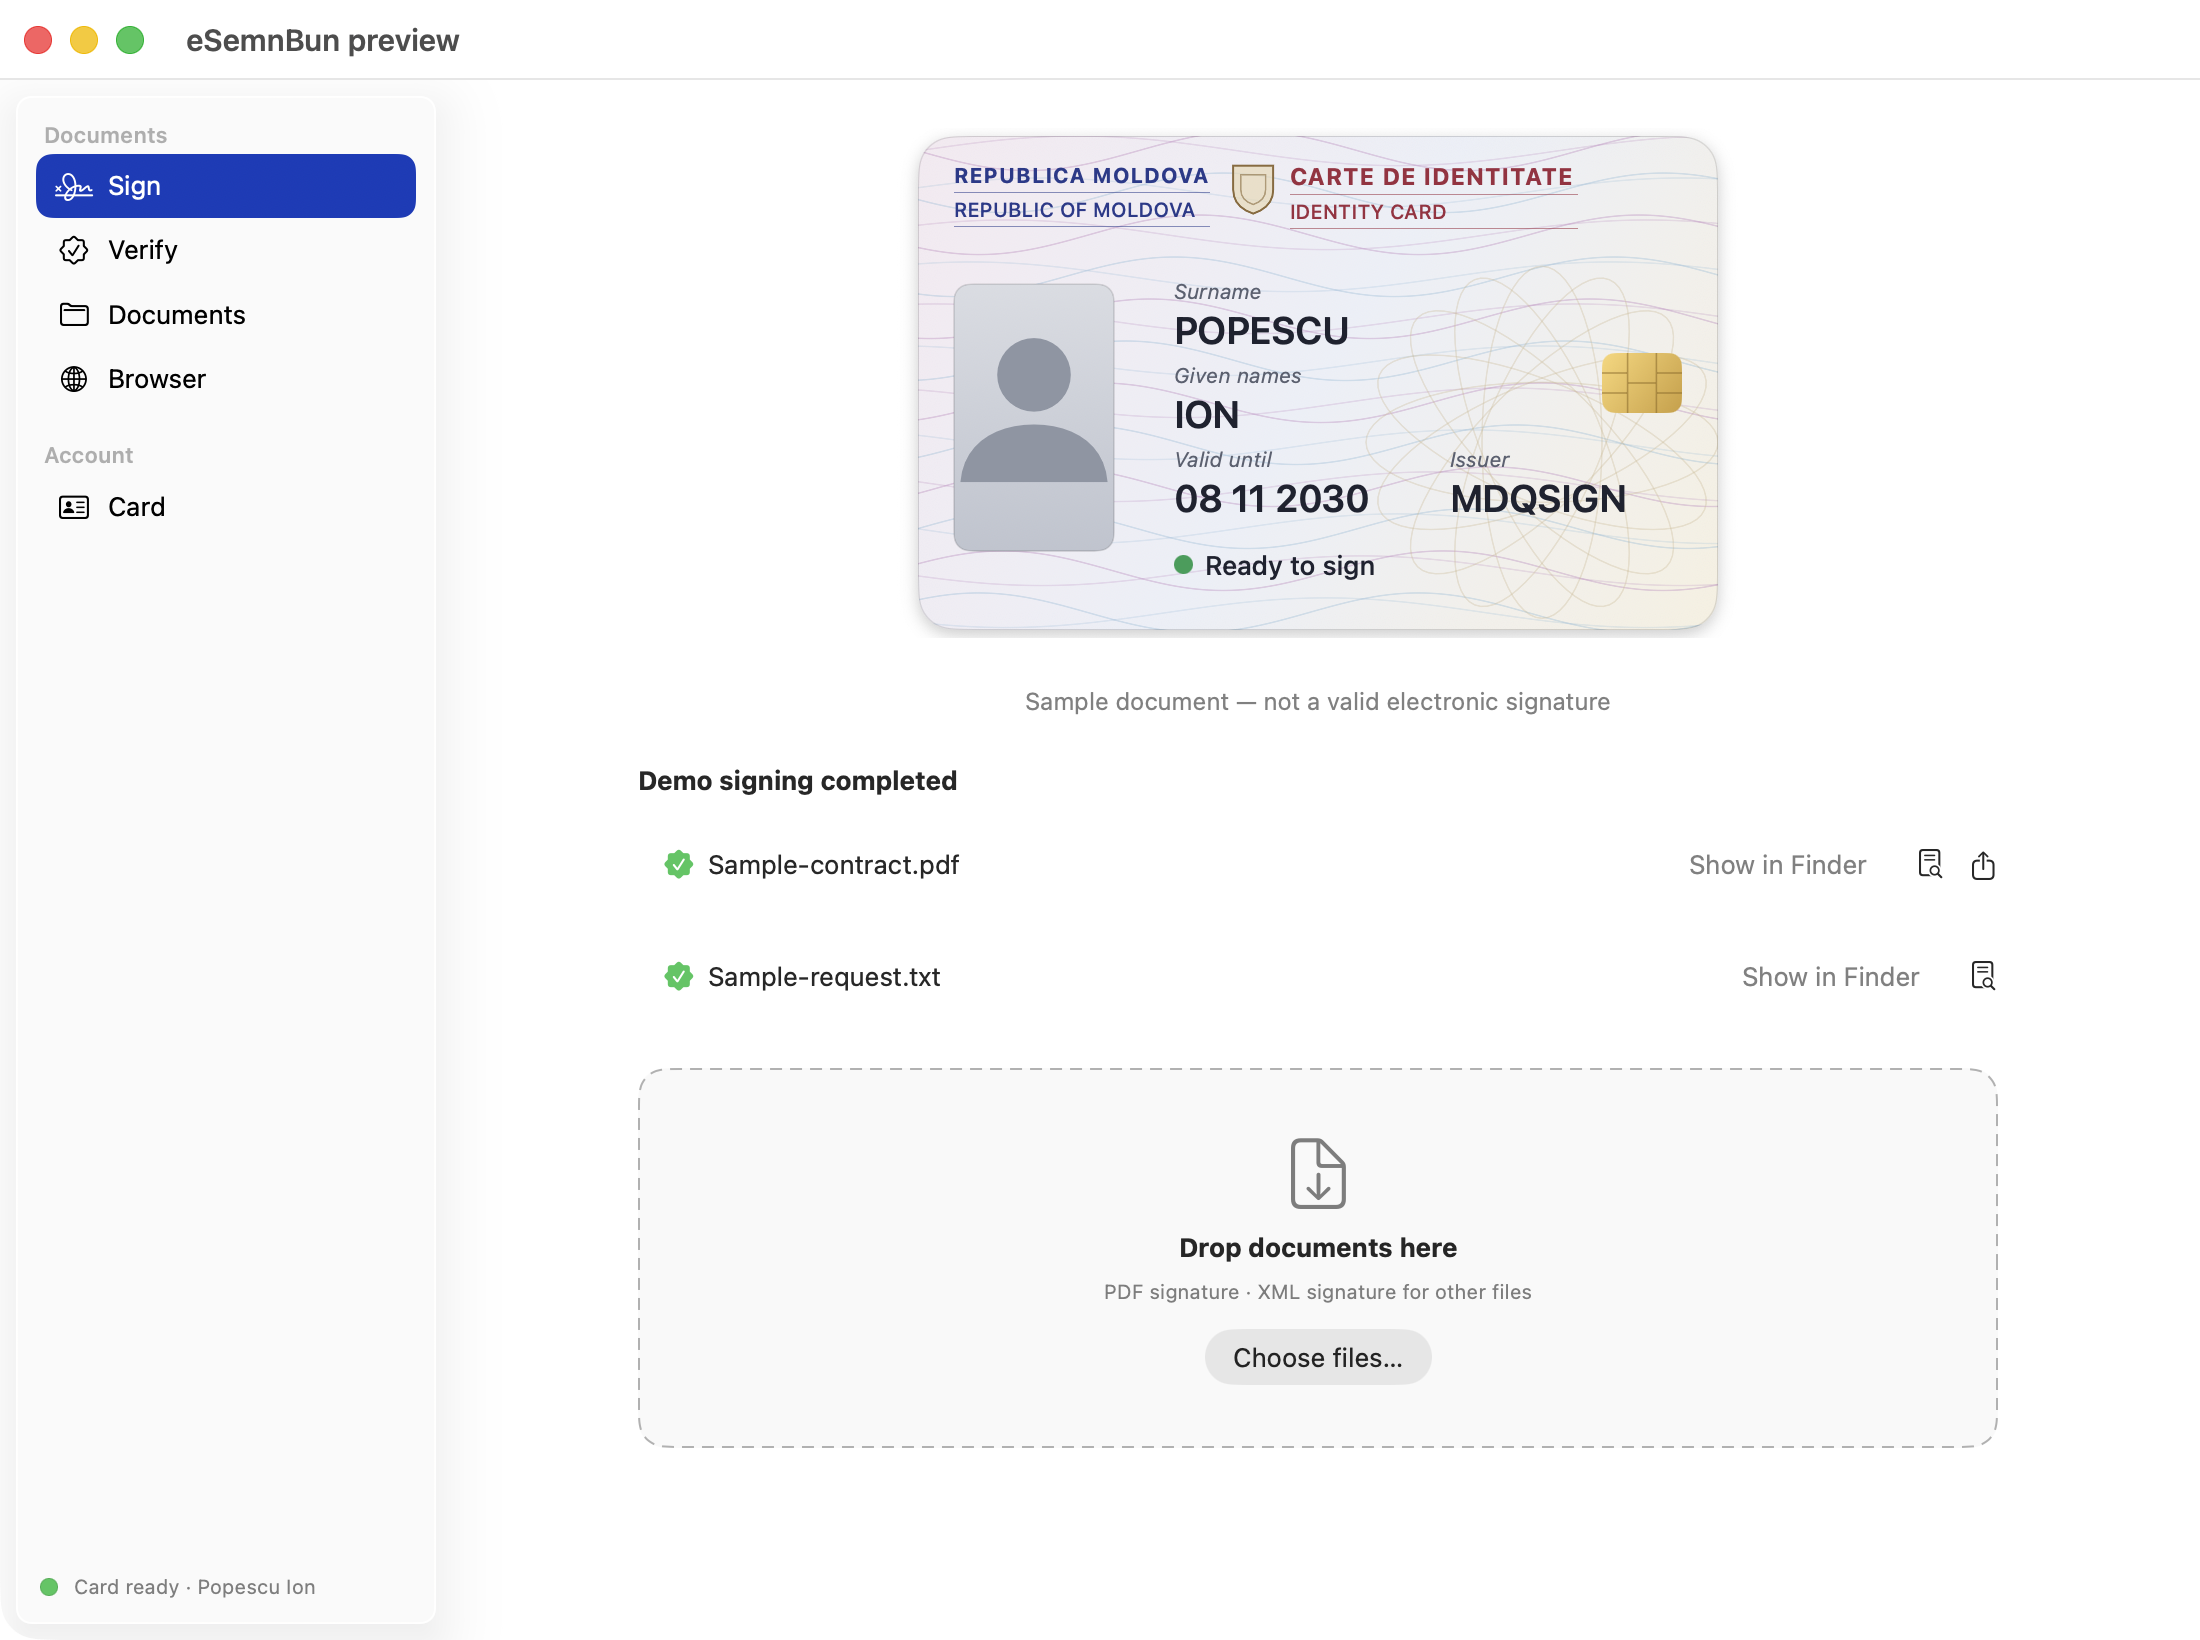 eSemnBun preview
Documents
Sign
Verify
Documents
Browser
Account
Card
Card ready · Popescu Ion
REPUBLICA MOLDOVA
REPUBLIC OF MOLDOVA
CARTE DE IDENTITATE
IDENTITY CARD
Surname
POPESCU
Given names
ION
Valid until
08 11 2030
Issuer
MDQSIGN
Ready to sign
Sample document — not a valid electronic signature
Demo signing completed
Sample-contract.pdf
Show in Finder
Sample-request.txt
Show in Finder
Drop documents here
PDF signature · XML signature for other files
Choose files...